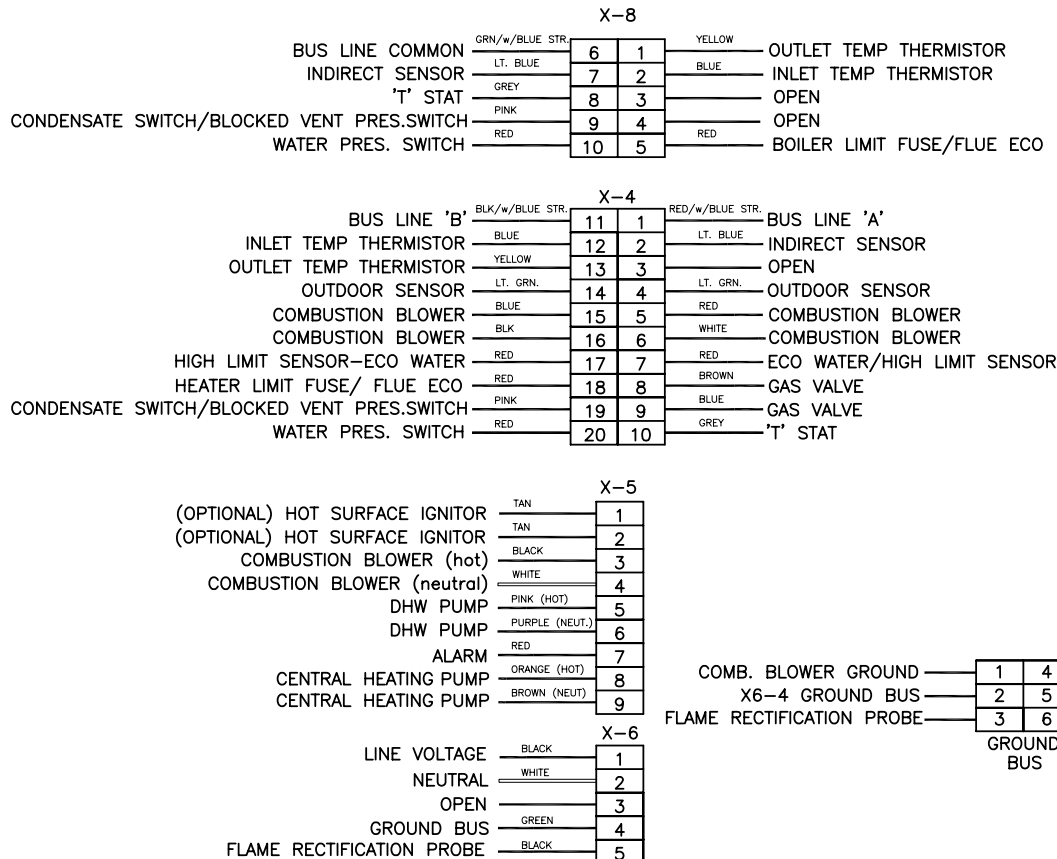 X-8
BUS LINE COMMON GRN/w/BLUE STR. 6 1 YELLOW OUTLET TEMP THERMISTOR
INDIRECT SENSOR LT. BLUE 7 2 BLUE INLET TEMP THERMISTOR
'T' STAT GREY 8 3 OPEN
CONDENSATE SWITCH/BLOCKED VENT PRES.SWITCH PINK 9 4 OPEN
WATER PRES. SWITCH RED 10 5 RED BOILER LIMIT FUSE/FLUE ECO
X-4
BUS LINE 'B' BLK/w/BLUE STR. 11 1 RED/w/BLUE STR. BUS LINE 'A'
INLET TEMP THERMISTOR BLUE 12 2 LT. BLUE INDIRECT SENSOR
OUTLET TEMP THERMISTOR YELLOW 13 3 OPEN
OUTDOOR SENSOR LT. GRN. 14 4 LT. GRN. OUTDOOR SENSOR
COMBUSTION BLOWER BLUE 15 5 RED COMBUSTION BLOWER
COMBUSTION BLOWER BLK 16 6 WHITE COMBUSTION BLOWER
HIGH LIMIT SENSOR-ECO WATER RED 17 7 RED ECO WATER/HIGH LIMIT SENSOR
HEATER LIMIT FUSE/ FLUE ECO RED 18 8 BROWN GAS VALVE
CONDENSATE SWITCH/BLOCKED VENT PRES.SWITCH PINK 19 9 BLUE GAS VALVE
WATER PRES. SWITCH RED 20 10 GREY 'T' STAT
X-5
(OPTIONAL) HOT SURFACE IGNITOR TAN 1
(OPTIONAL) HOT SURFACE IGNITOR TAN 2
COMBUSTION BLOWER (hot) BLACK 3
COMBUSTION BLOWER (neutral) WHITE 4
DHW PUMP PINK (HOT) 5
DHW PUMP PURPLE (NEUT.) 6
ALARM RED 7
CENTRAL HEATING PUMP ORANGE (HOT) 8
CENTRAL HEATING PUMP BROWN (NEUT) 9
X-6
LINE VOLTAGE BLACK 1
NEUTRAL WHITE 2
OPEN 3
GROUND BUS GREEN 4
FLAME RECTIFICATION PROBE BLACK 5
COMB. BLOWER GROUND 1 4
X6-4 GROUND BUS 2 5
FLAME RECTIFICATION PROBE 3 6
GROUND
BUS